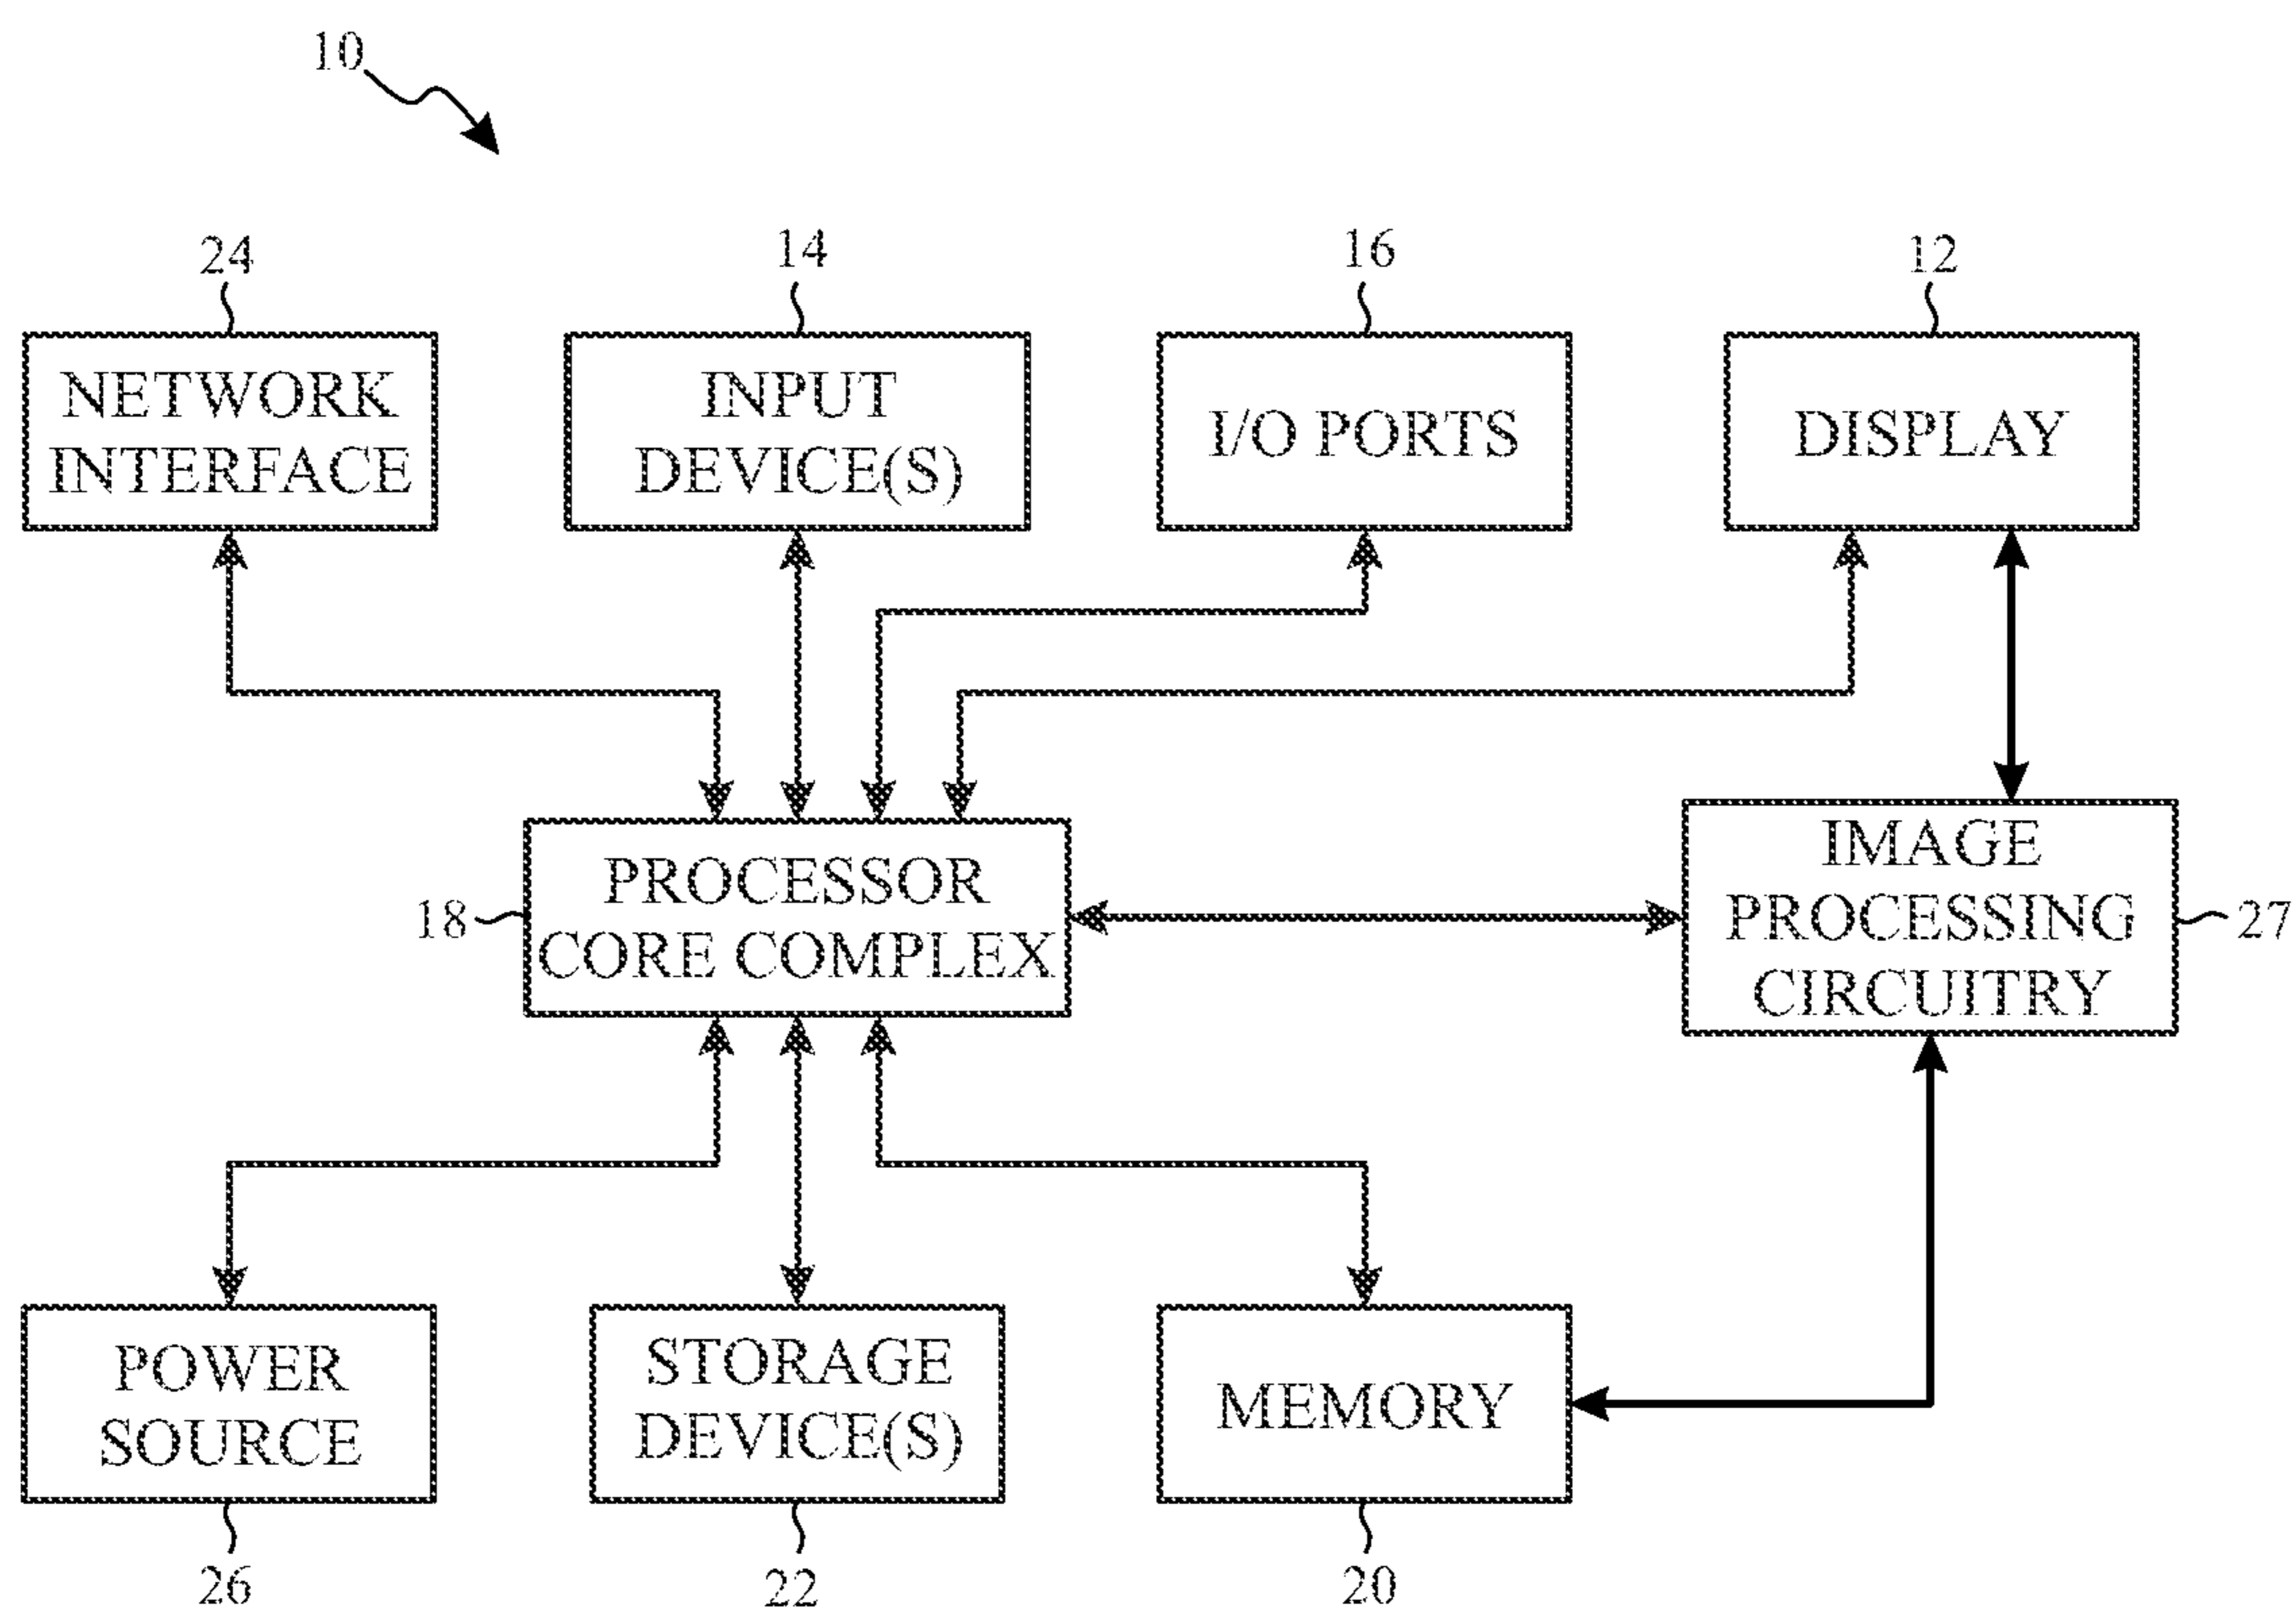 10
24
14
16
12
NETWORK
INTERFACE
INPUT
DEVICE(S)
I/O PORTS
DISPLAY
18
PROCESSOR
CORE COMPLEX
IMAGE
PROCESSING
CIRCUITRY
27
POWER
SOURCE
STORAGE
DEVICE(S)
MEMORY
26
22
20